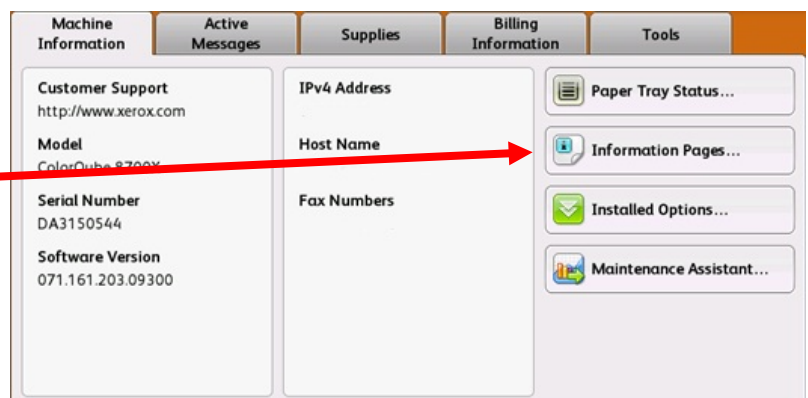 Machine
Information
Active
Messages
Supplies
Billing
Information
Tools
Customer Support
http://www.xerox.com
Model
ColorQube 8700X
Serial Number
DA3150544
Software Version
071.161.203.09300
IPv4 Address
Host Name
Fax Numbers
Paper Tray Status...
Information Pages...
Installed Options...
Maintenance Assistant...